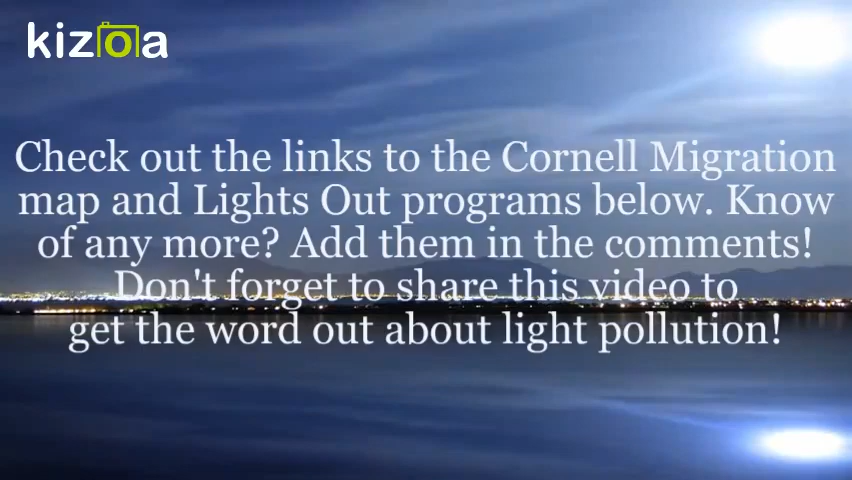 kizoa
Check out the links to the Cornell Migration
map and Lights Out programs below. Know
of any more? Add them in the comments!
Don't forget to share this video to
get the word out about light pollution!